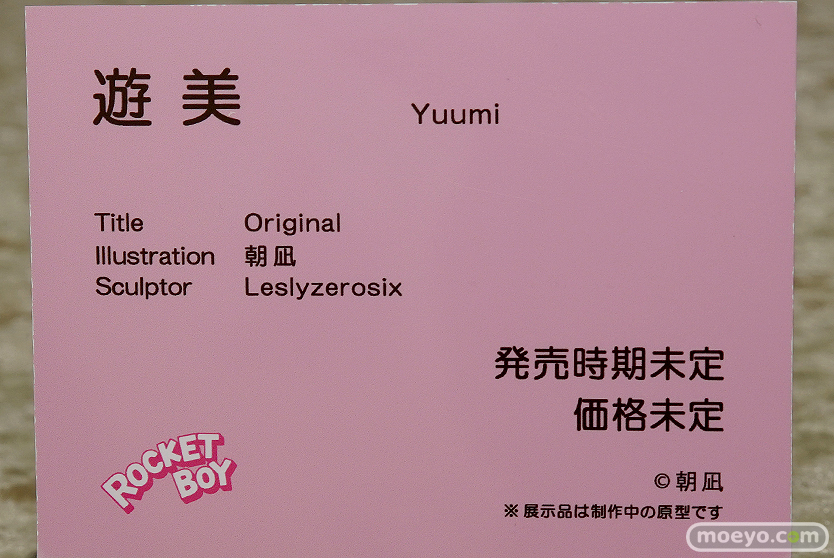 遊美 Yuumi
Title Original
Illustration 朝凪
Sculptor Leslyzerosix
発売時期未定
価格未定
ROCKET
BOY
©朝凪
※展示品は制作中の原型です
moeyo.com